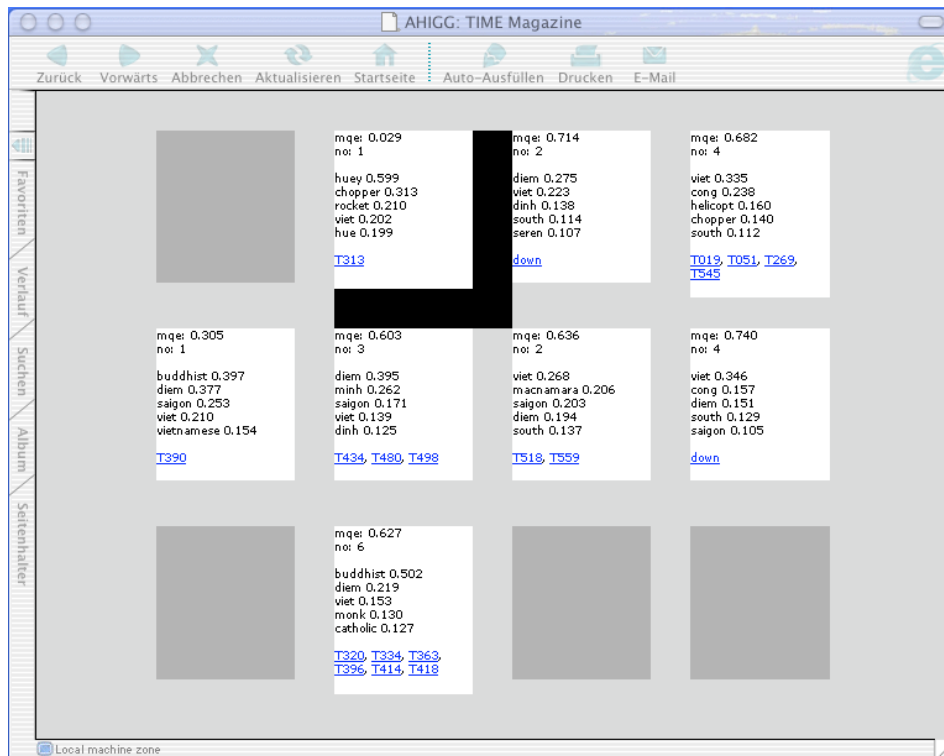 AHIGG: TIME Magazine
Zurück Vorwärts Abbrechen Aktualisieren Startseite Auto-Ausfüllen Drucken E-Mail
Favoriten
Verlauf
Suchen
Album
Seitenhalter
mqe: 0.029
no: 1
huey 0.599
chopper 0.313
rocket 0.210
viet 0.202
hue 0.199
T313
mqe: 0.714
no: 2
diem 0.275
viet 0.223
dinh 0.138
south 0.114
seren 0.107
down
mqe: 0.682
no: 4
viet 0.335
cong 0.238
helicopt 0.160
chopper 0.140
south 0.112
T019, T051, T269,
T545
mqe: 0.305
no: 1
buddhist 0.397
diem 0.377
saigon 0.253
viet 0.210
vietnamese 0.154
T390
mqe: 0.603
no: 3
diem 0.395
minh 0.262
saigon 0.171
viet 0.139
dinh 0.125
T434, T480, T498
mqe: 0.636
no: 2
viet 0.268
macnamara 0.206
saigon 0.203
diem 0.194
south 0.137
T518, T559
mqe: 0.740
no: 4
viet 0.346
cong 0.157
diem 0.151
south 0.129
saigon 0.105
down
mqe: 0.627
no: 6
buddhist 0.502
diem 0.219
viet 0.153
monk 0.130
catholic 0.127
T320, T334, T363,
T396, T414, T418
Local machine zone